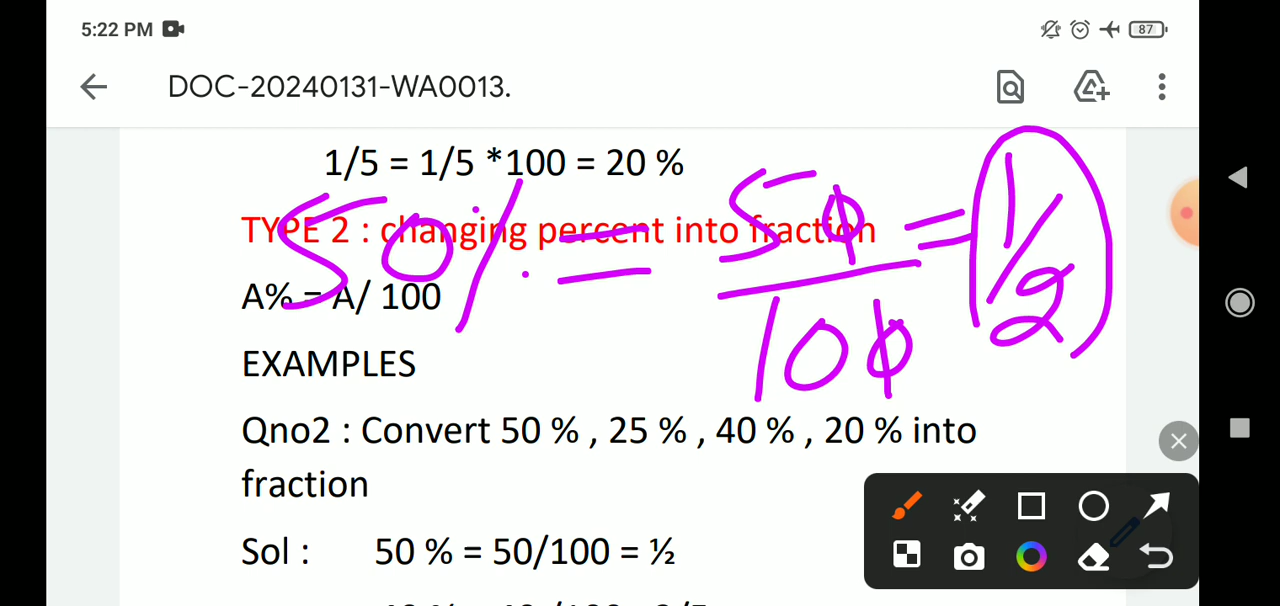 5:22 PM
87
DOC-20240131-WA0013.
1/5 = 1/5 *100 = 20 %
TYPE 2 : changing percent into fraction
50% = 50/100 = 1/2
A% = A/ 100
EXAMPLES
Qno2 : Convert 50 % , 25 % , 40 % , 20 % into
fraction
Sol : 50 % = 50/100 = ½